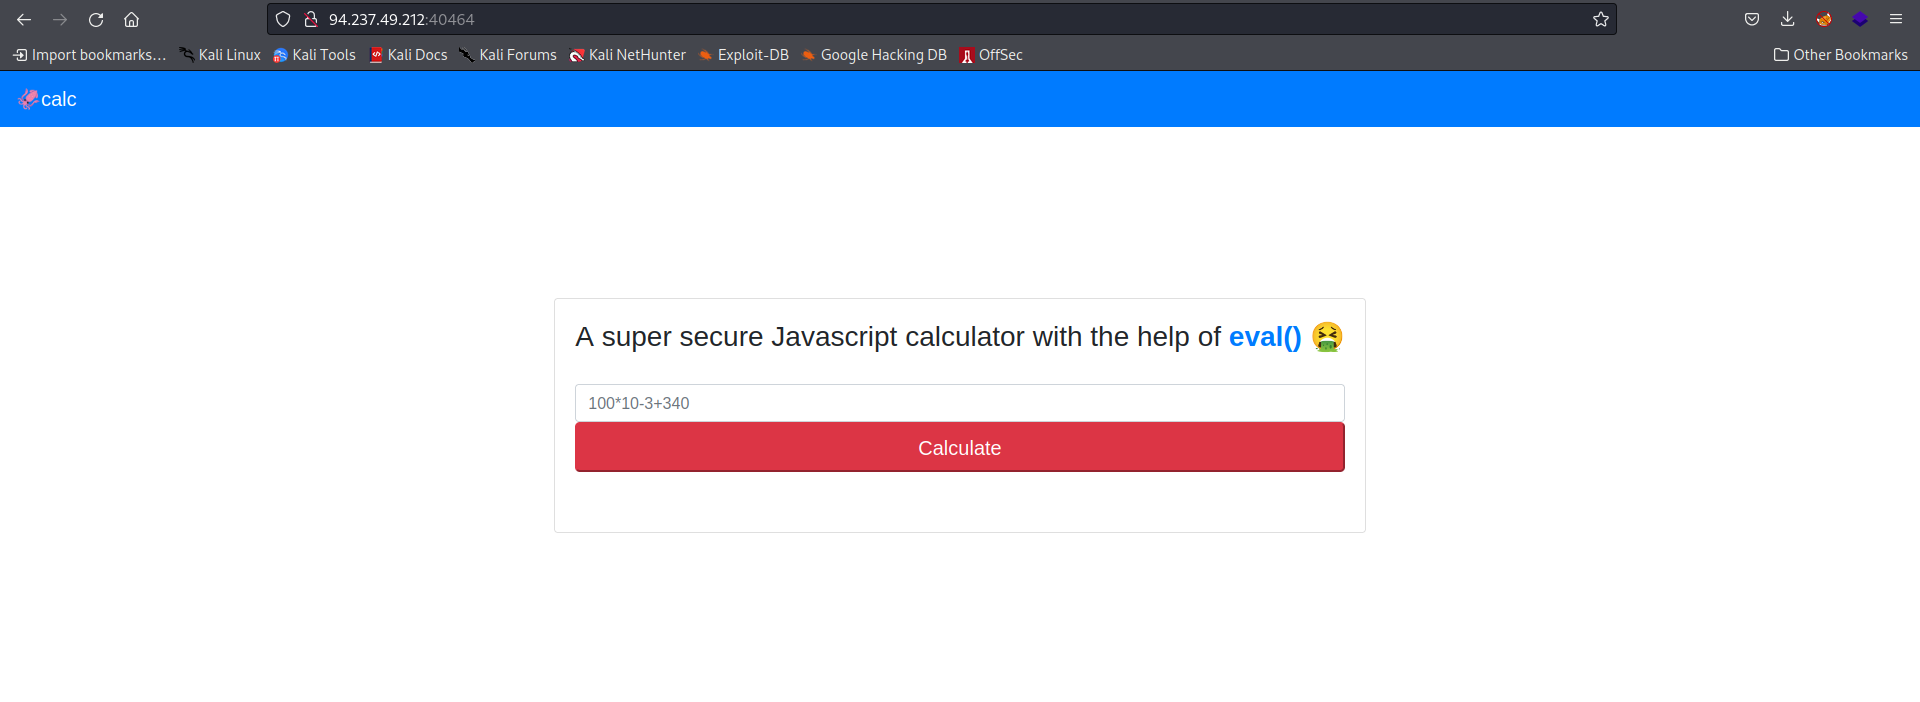 94.237.49.212:40464
Import bookmarks... Kali Linux Kali Tools Kali Docs Kali Forums Kali NetHunter Exploit-DB Google Hacking DB OffSec Other Bookmarks
calc
A super secure Javascript calculator with the help of eval() 🤮
100*10-3+340
Calculate